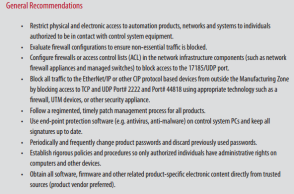 General Recommendations
• Restrict physical and electronic access to automation products, networks and systems to individuals
authorized to be in contact with control system equipment.
• Evaluate firewall configurations to ensure non-essential traffic is blocked.
• Configure firewalls or access control lists (ACL) in the network infrastructure components (such as network
firewall appliances and managed switches) to block access to the 17185/UDP port.
• Block all traffic to the EtherNet/IP or other CIP protocol based devices from outside the Manufacturing Zone
by blocking access to TCP and UDP Port# 2222 and Port# 44818 using appropriate technology such as a
firewall, UTM devices, or other security appliance.
• Follow a regimented, timely patch management process for all products.
• Use end-point protection software (e.g. antivirus, anti-malware) on control system PCs and keep all
signatures up to date.
• Periodically and frequently change product passwords and discard previously used passwords.
• Establish rigorous policies and procedures so only authorized individuals have administrative rights on
computers and other devices.
• Obtain all software, firmware and other related product-specific electronic content directly from trusted
sources (product vendor preferred).